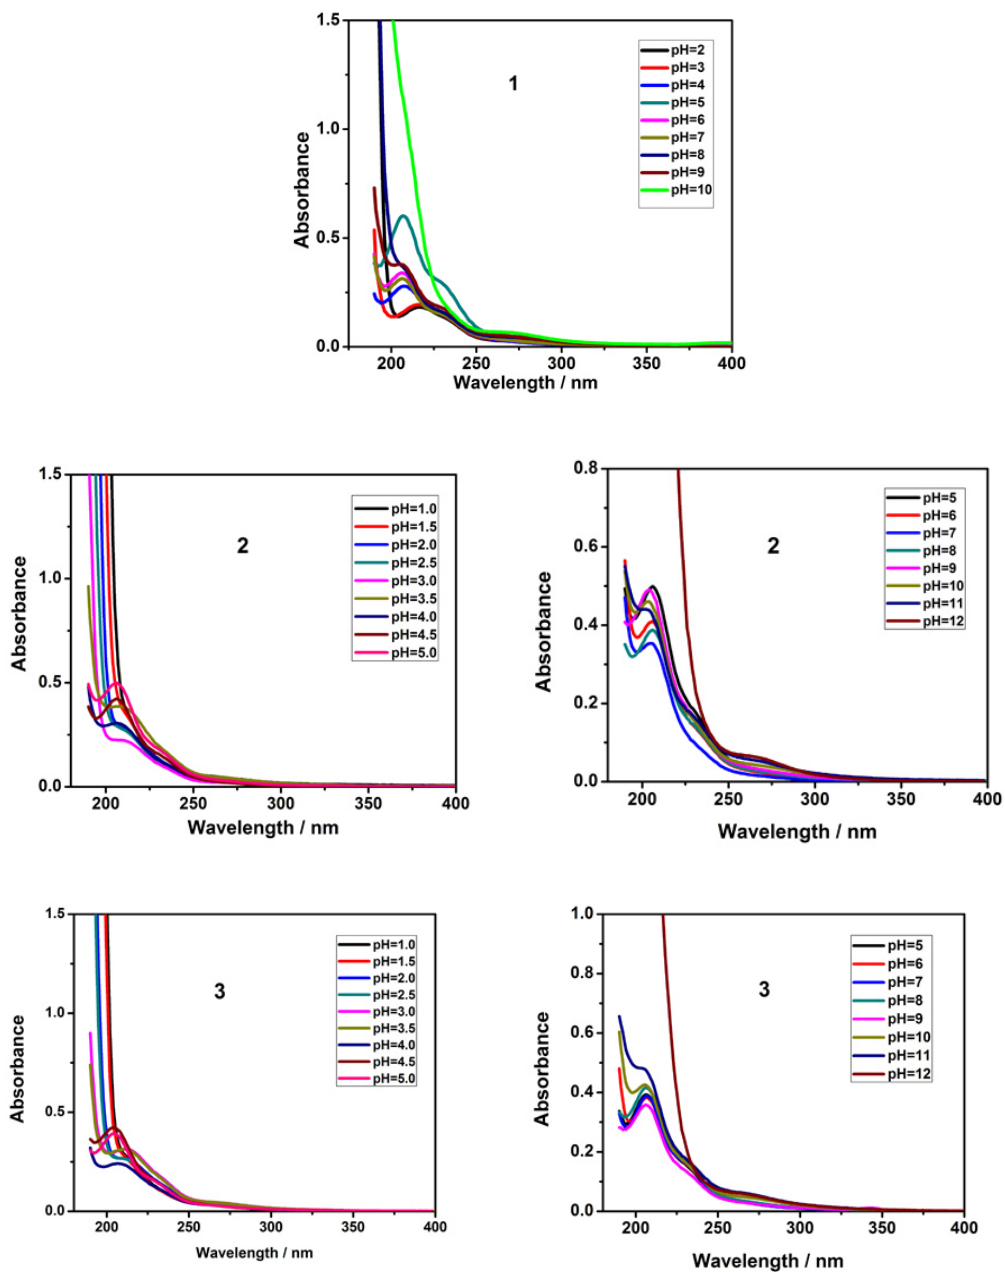 1
Absorbance
1.5
1.0
0.5
0.0
200
250
300
350
400
Wavelength / nm
pH=2
pH=3
pH=4
pH=5
pH=6
pH=7
pH=8
pH=9
pH=10
2
Absorbance
1.5
1.0
0.5
0.0
200
250
300
350
400
Wavelength / nm
pH=1.0
pH=1.5
pH=2.0
pH=2.5
pH=3.0
pH=3.5
pH=4.0
pH=4.5
pH=5.0
2
Absorbance
0.8
0.6
0.4
0.2
0.0
200
250
300
350
400
Wavelength / nm
pH=5
pH=6
pH=7
pH=8
pH=9
pH=10
pH=11
pH=12
3
Absorbance
1.5
1.0
0.5
0.0
200
250
300
350
400
Wavelength / nm
pH=1.0
pH=1.5
pH=2.0
pH=2.5
pH=3.0
pH=3.5
pH=4.0
pH=4.5
pH=5.0
3
Absorbance
1.0
0.8
0.6
0.4
0.2
0.0
200
250
300
350
400
Wavelength / nm
pH=5
pH=6
pH=7
pH=8
pH=9
pH=10
pH=11
pH=12